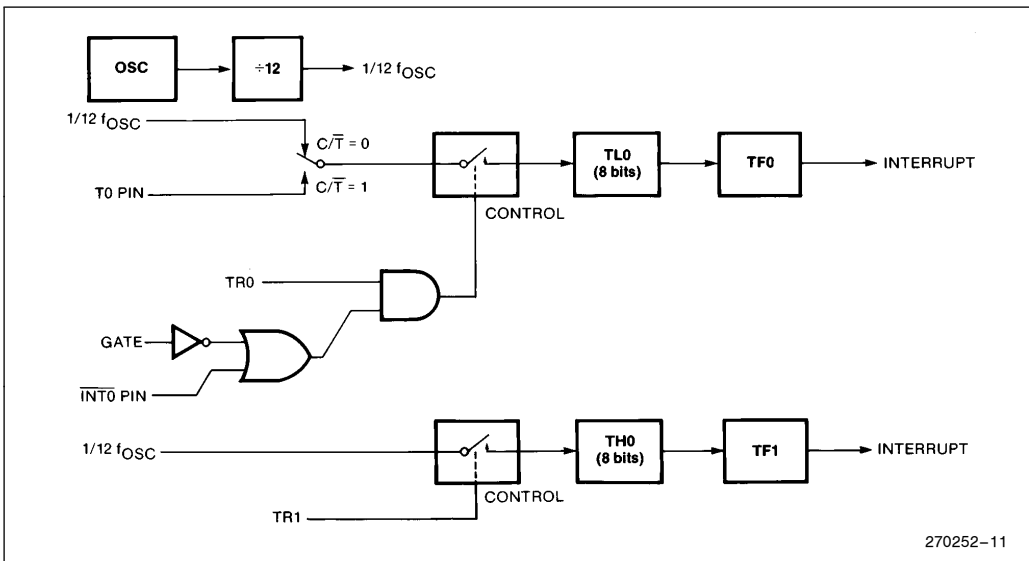 OSC
÷12
1/12 fOSC
1/12 fOSC
C/T̅ = 0
T0 PIN
C/T̅ = 1
TL0
(8 bits)
TF0
INTERRUPT
CONTROL
TR0
GATE
I̅N̅T̅0̅ PIN
1/12 fOSC
TH0
(8 bits)
TF1
INTERRUPT
CONTROL
TR1
270252–11